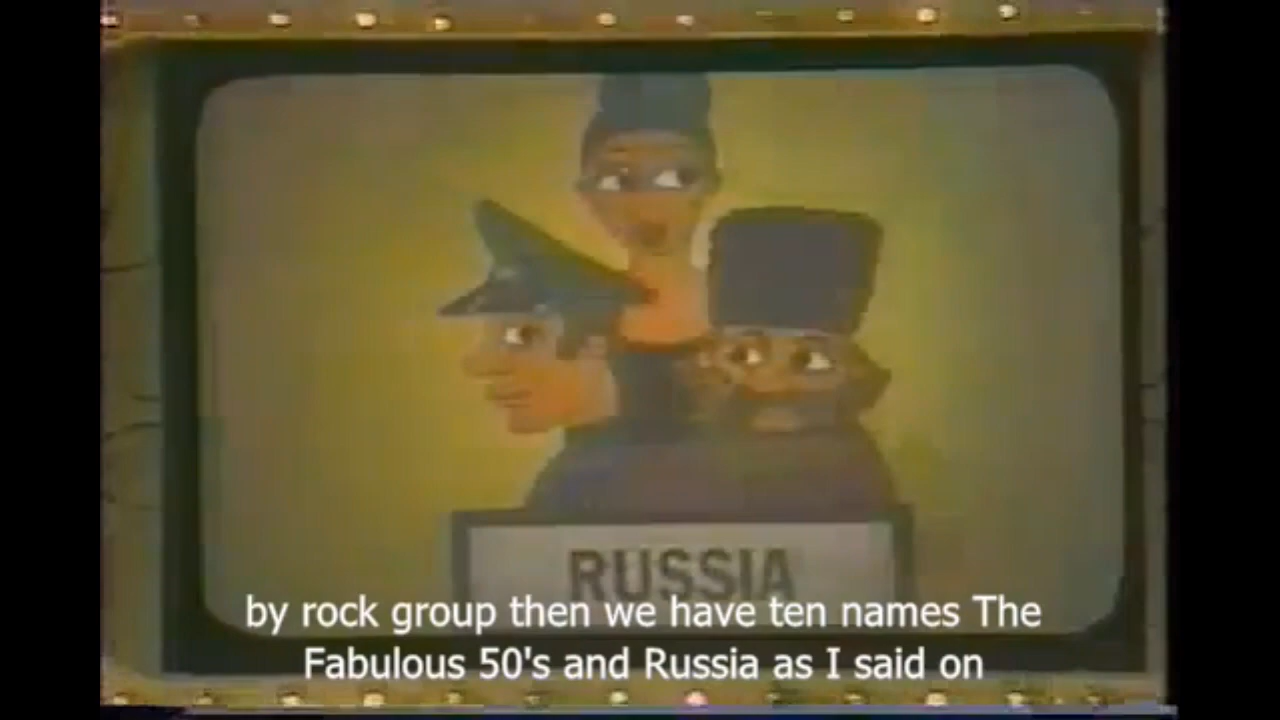 RUSSIA
by rock group then we have ten names The
Fabulous 50's and Russia as I said on